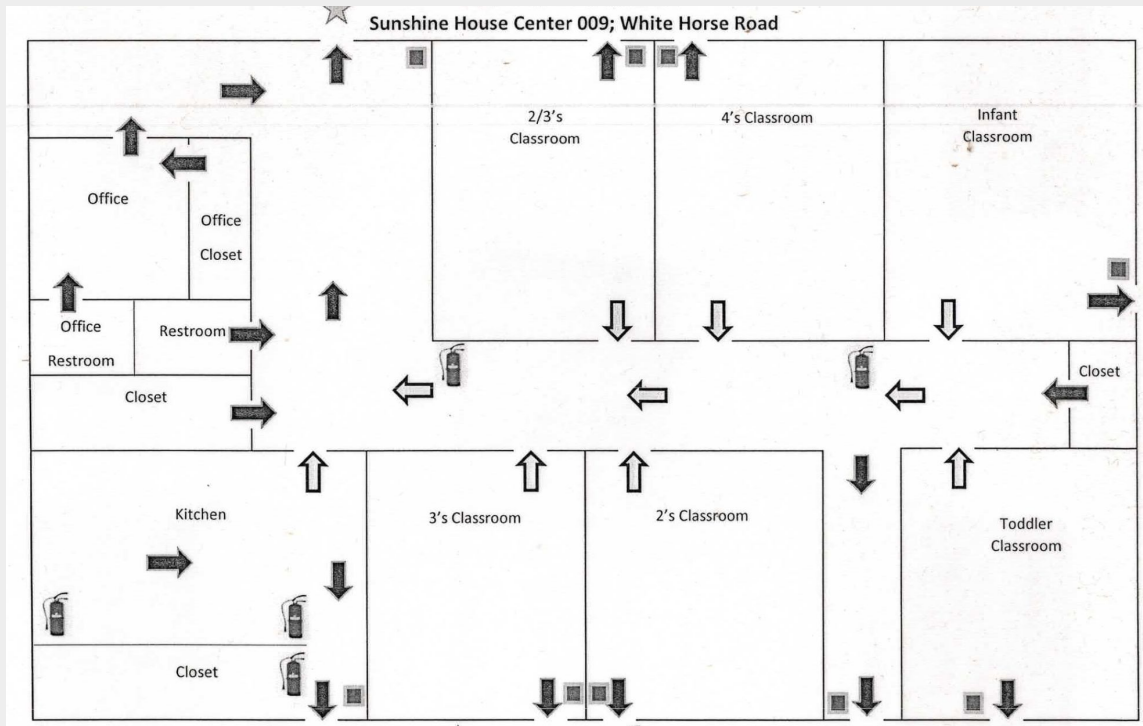 Sunshine House Center 009; White Horse Road
2/3's
Classroom
4's Classroom
Infant
Classroom
Office
Office
Closet
Office
Restroom
Restroom
Closet
Closet
Kitchen
3's Classroom
2's Classroom
Toddler
Classroom
Closet